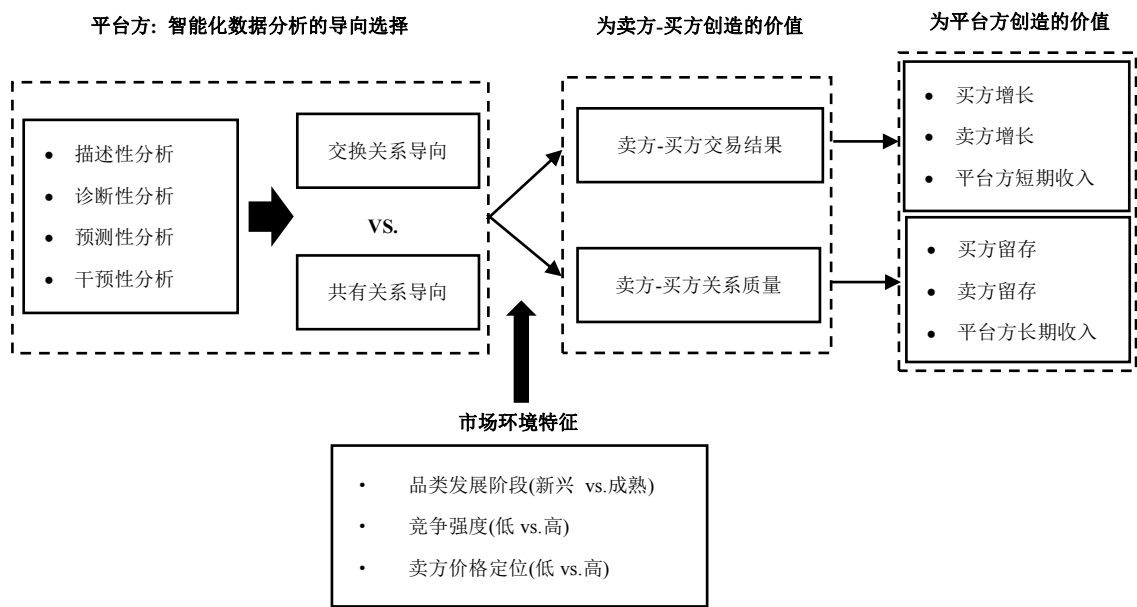 平台方: 智能化数据分析的导向选择
为卖方-买方创造的价值
为平台方创造的价值
• 描述性分析
• 诊断性分析
• 预测性分析
• 干预性分析
交换关系导向
VS.
共有关系导向
卖方-买方交易结果
卖方-买方关系质量
• 买方增长
• 卖方增长
• 平台方短期收入
• 买方留存
• 卖方留存
• 平台方长期收入
市场环境特征
· 品类发展阶段(新兴 vs.成熟)
· 竞争强度(低 vs.高)
· 卖方价格定位(低 vs.高)